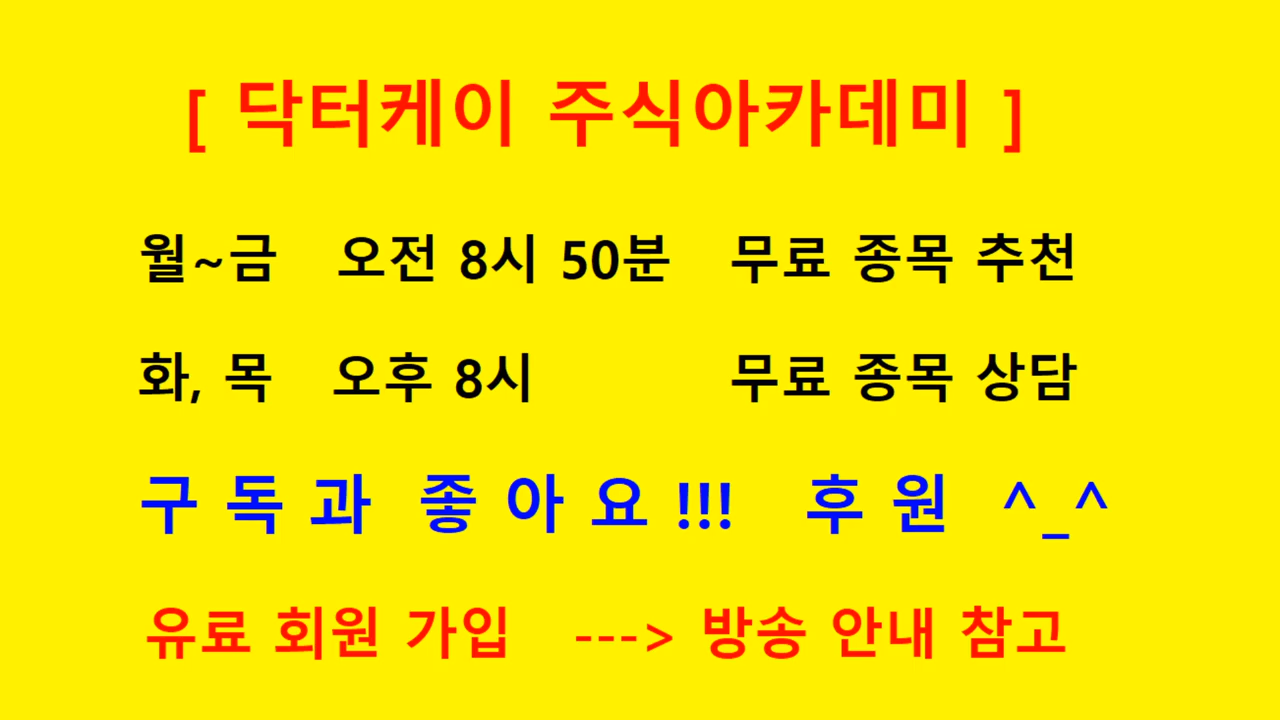 [ 닥터케이 주식아카데미 ]
월~금 오전 8시 50분 무료 종목 추천
화, 목 오후 8시 무료 종목 상담
구 독 과 좋 아 요 !!! 후 원 ^_^
유료 회원 가입 ---> 방송 안내 참고